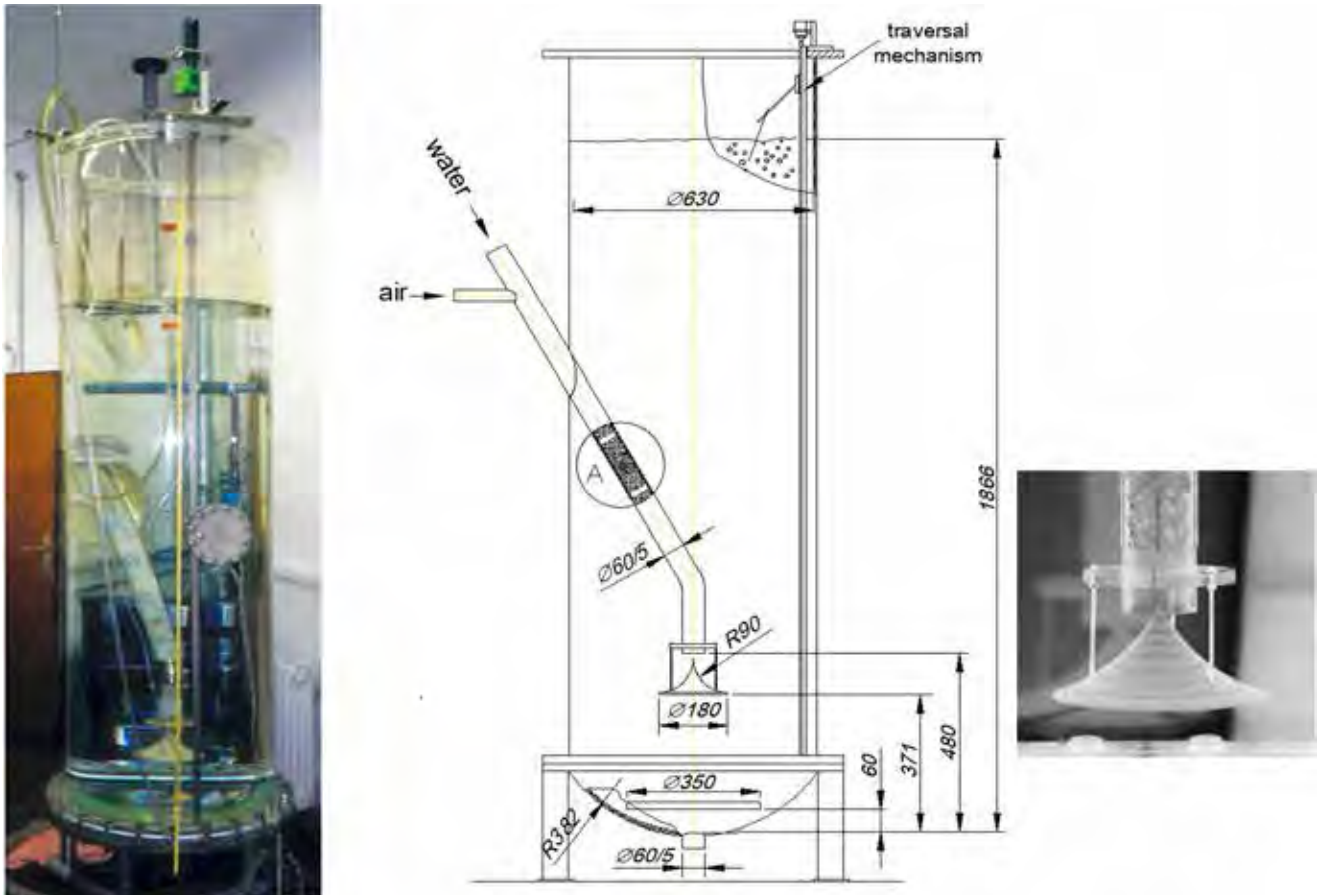 traversal
mechanism
water
Ø630
air
A
1866
Ø60/5
R90
Ø180
371
480
60
Ø350
R382
Ø60/5